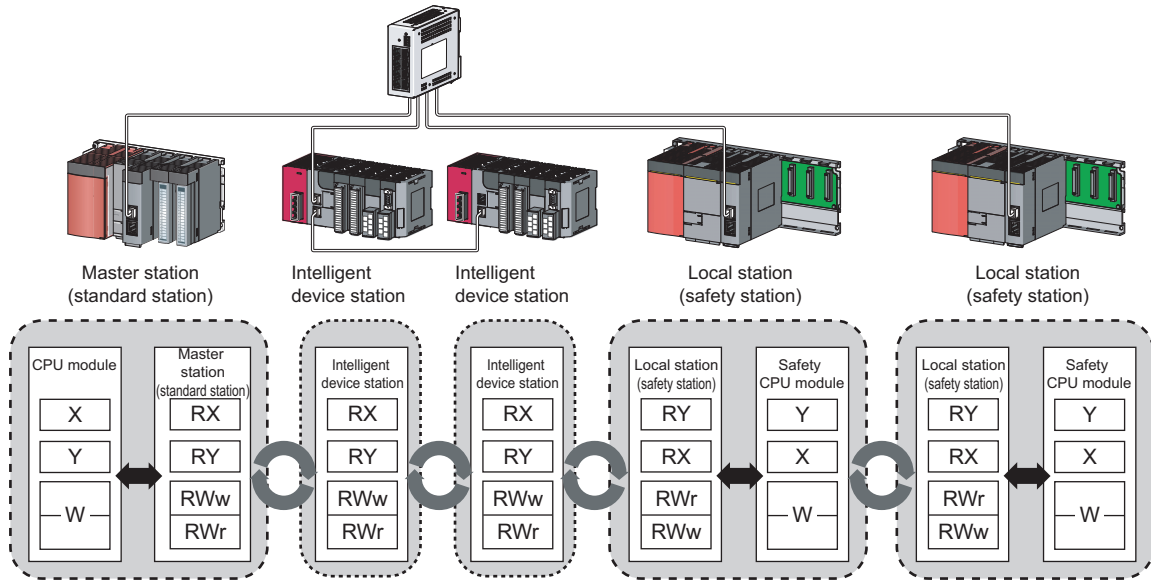 Master station
(standard station)
Intelligent
device station
Intelligent
device station
Local station
(safety station)
Local station
(safety station)
CPU module
X
Y
W
Master
station
(standard station)
RX
RY
RWw
RWr
Intelligent
device station
RX
RY
RWw
RWr
Intelligent
device station
RX
RY
RWw
RWr
Local station
(safety station)
RY
RX
RWr
RWw
Safety
CPU module
Y
X
W
Local station
(safety station)
RY
RX
RWr
RWw
Safety
CPU module
Y
X
W